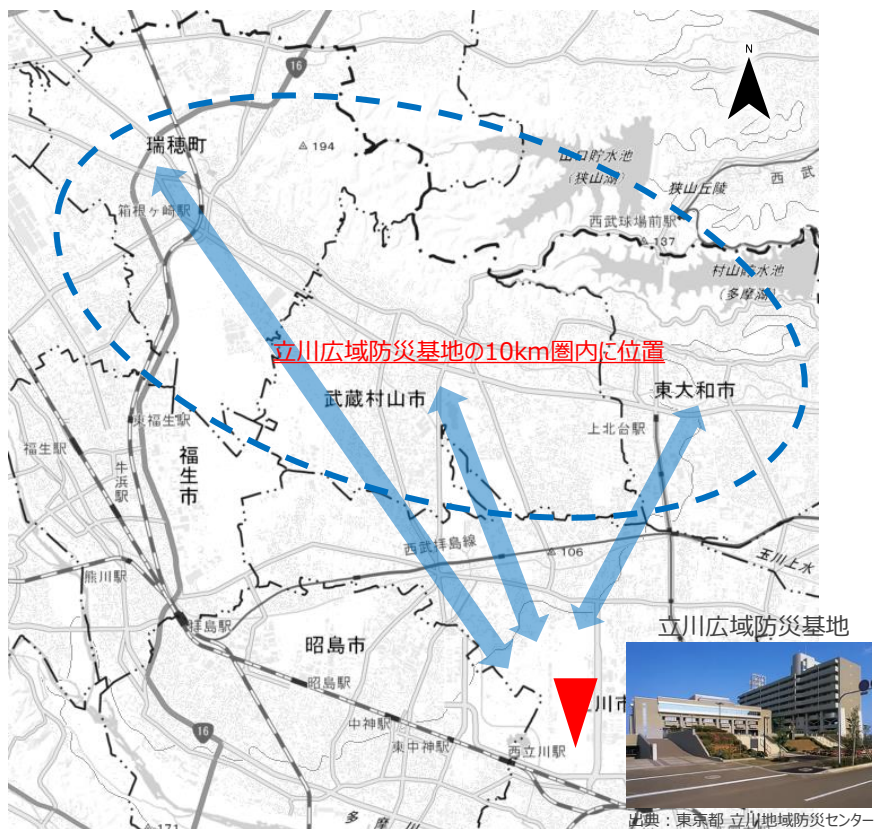 N
16
瑞穂町
194
山口貯水池
(狭山湖)
狭山丘陵
西武
箱根ヶ崎駅
西武球場前駅
137
村山貯水池
(多摩湖)
立川広域防災基地の10km圏内に位置
東大和市
武蔵村山市
東福生駅
上北台駅
福生駅
福生市
牛浜駅
西武拝島線
106
玉川上水
熊川駅
拝島駅
昭島市
立川広域防災基地
昭島駅
川市
中神駅
16
東中神駅
西立川駅
多摩川
171
出典：東京都 立川地域防災センター